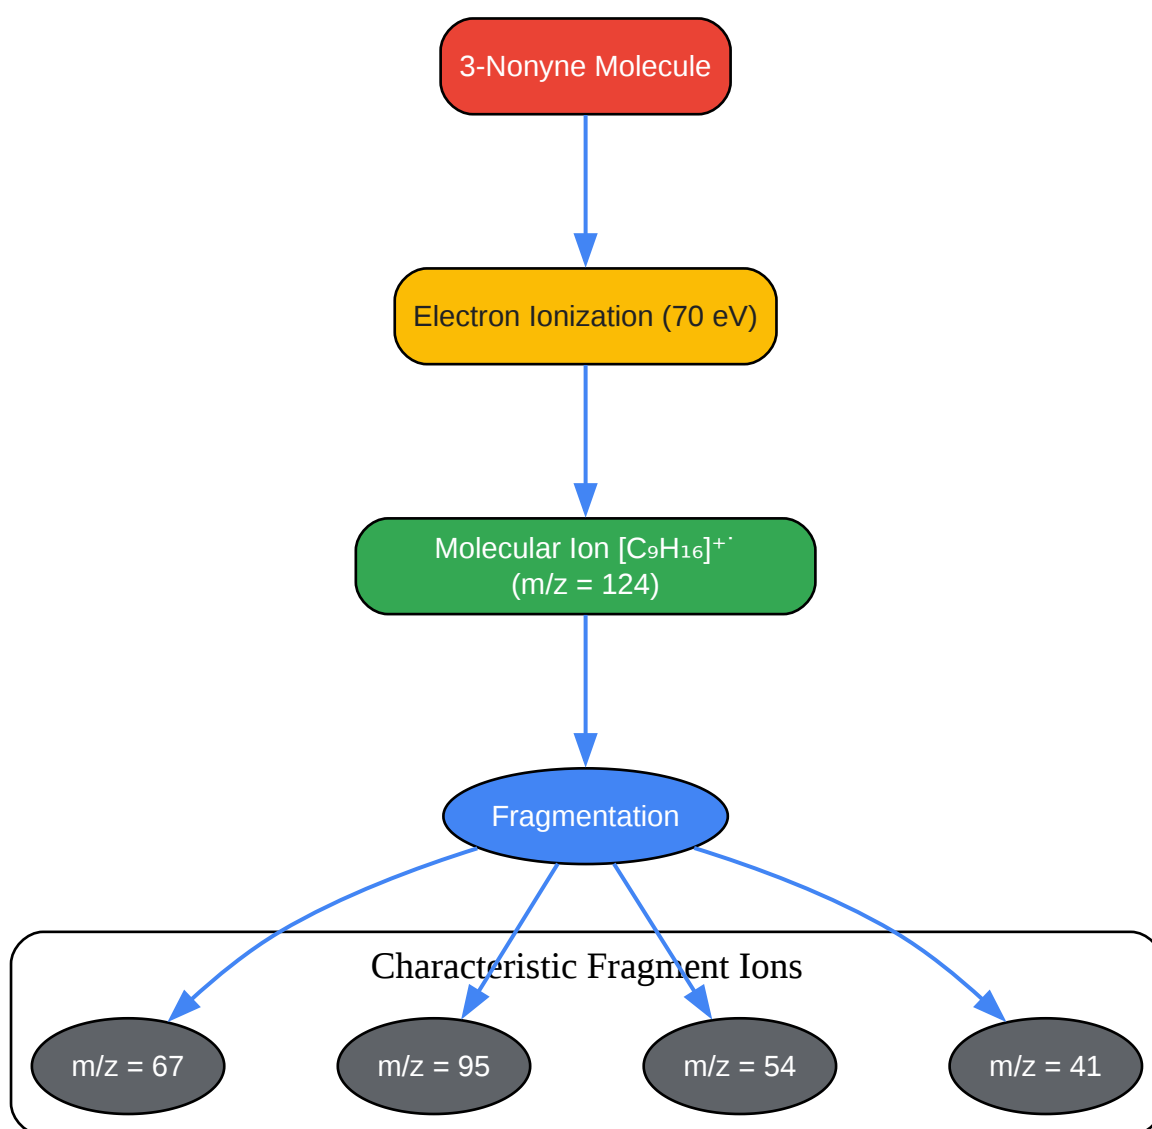 3-Nonyne Molecule
Electron Ionization (70 eV)
Molecular Ion [C₉H₁₆]⁺˙
(m/z = 124)
Fragmentation
Characteristic Fragment Ions
m/z = 67
m/z = 95
m/z = 54
m/z = 41